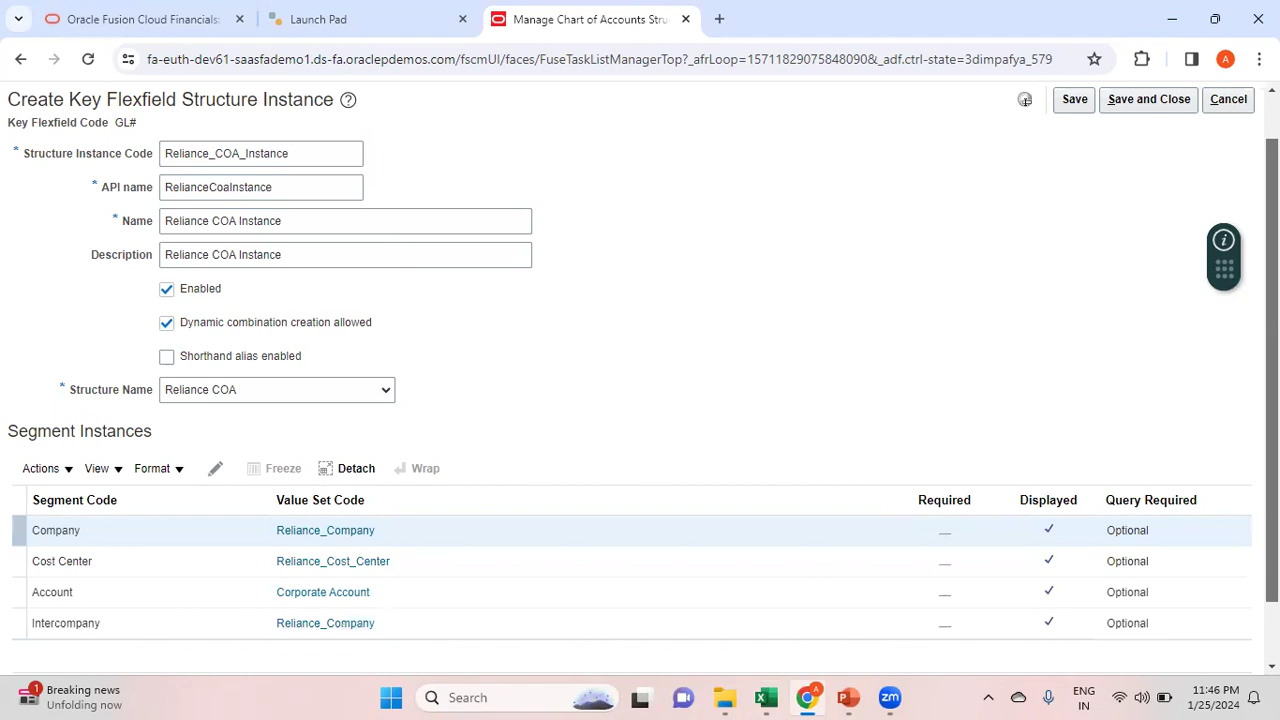 Oracle Fusion Cloud Financials:
Launch Pad
Manage Chart of Accounts Stru
fa-euth-dev61-saasfademo1.ds-fa.oraclepdemos.com/fscmUI/faces/FuseTaskListManagerTop?_afrLoop=157118290758848090&_adf.ctrl-state=3dimpafya_579
A
Create Key Flexfield Structure Instance ?
Save
Save and Close
Cancel
Key Flexfield Code GL#
* Structure Instance Code Reliance_COA_Instance
* API name RelianceCoaInstance
* Name Reliance COA Instance
Description Reliance COA Instance
Enabled
Dynamic combination creation allowed
Shorthand alias enabled
* Structure Name Reliance COA
Segment Instances
Actions View Format Freeze Detach Wrap
Segment Code Value Set Code Required Displayed Query Required
Company Reliance_Company Optional
Cost Center Reliance_Cost_Center Optional
Account Corporate Account Optional
Intercompany Reliance_Company Optional
1 Breaking news
Unfolding now
Search
A
zm
ENG
IN
11:46 PM
1/25/2024